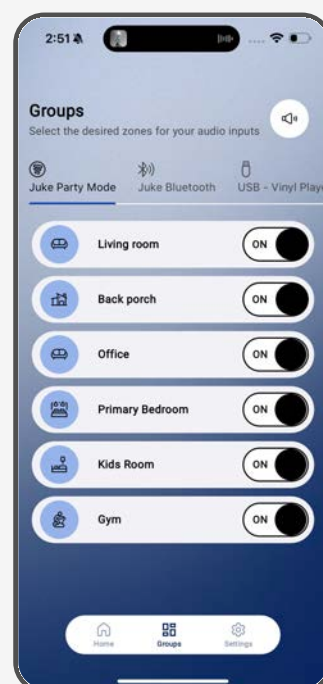 2:51
Groups
Select the desired zones for your audio inputs
Juke Party Mode
Juke Bluetooth
USB - Vinyl Playe
Living room
ON
Back porch
ON
Office
ON
Primary Bedroom
ON
Kids Room
ON
Gym
ON
Home
Groups
Settings